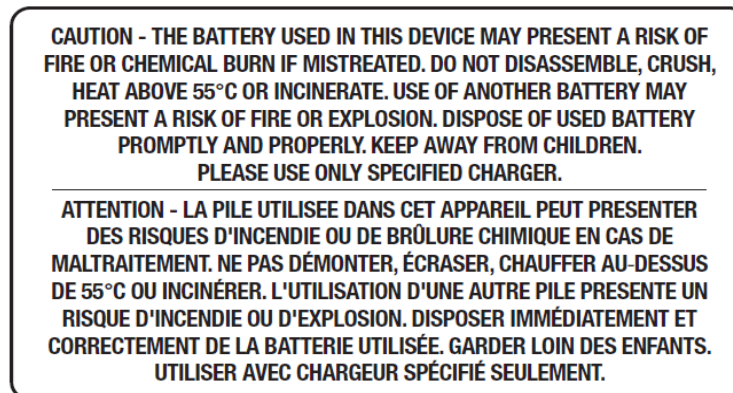 CAUTION - THE BATTERY USED IN THIS DEVICE MAY PRESENT A RISK OF
FIRE OR CHEMICAL BURN IF MISTREATED. DO NOT DISASSEMBLE, CRUSH,
HEAT ABOVE 55°C OR INCINERATE. USE OF ANOTHER BATTERY MAY
PRESENT A RISK OF FIRE OR EXPLOSION. DISPOSE OF USED BATTERY
PROMPTLY AND PROPERLY. KEEP AWAY FROM CHILDREN.
PLEASE USE ONLY SPECIFIED CHARGER.
ATTENTION - LA PILE UTILISEE DANS CET APPAREIL PEUT PRESENTER
DES RISQUES D'INCENDIE OU DE BRÛLURE CHIMIQUE EN CAS DE
MALTRAITEMENT. NE PAS DÉMONTER, ÉCRASER, CHAUFFER AU-DESSUS
DE 55°C OU INCINÉRER. L'UTILISATION D'UNE AUTRE PILE PRESENTE UN
RISQUE D'INCENDIE OU D'EXPLOSION. DISPOSER IMMÉDIATEMENT ET
CORRECTEMENT DE LA BATTERIE UTILISÉE. GARDER LOIN DES ENFANTS.
UTILISER AVEC CHARGEUR SPÉCIFIÉ SEULEMENT.